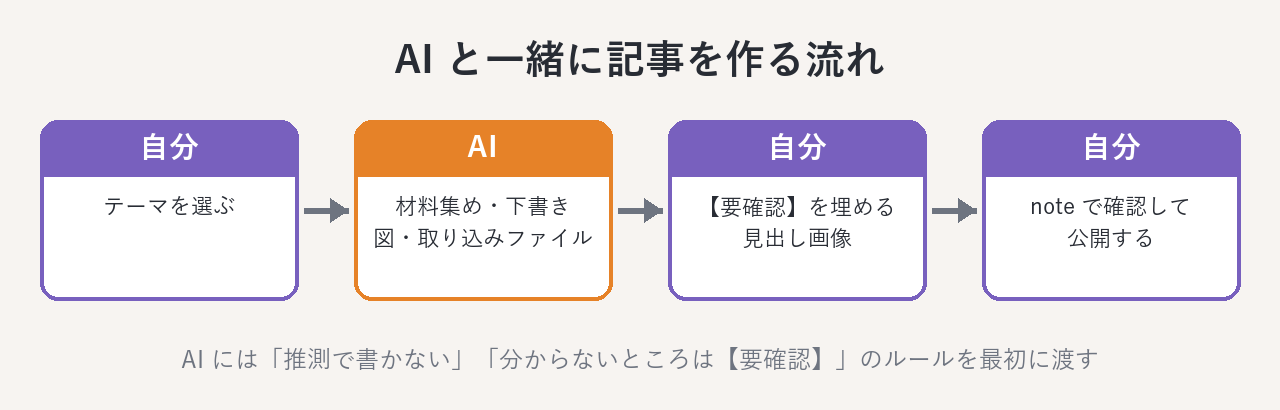 AI と一緒に記事を作る流れ
自分
テーマを選ぶ
AI
材料集め・下書き
図・取り込みファイル
自分
【要確認】を埋める
見出し画像
自分
note で確認して
公開する
AI には「推測で書かない」「分からないところは【要確認】」のルールを最初に渡す